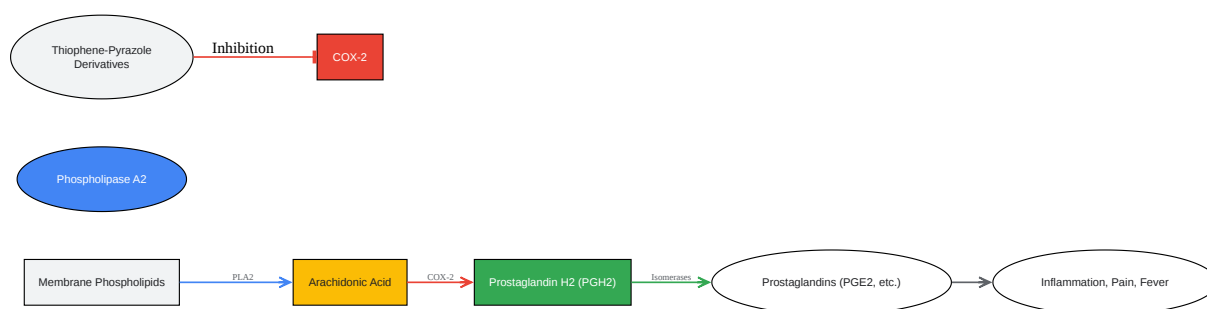 Thiophene-Pyrazole
Derivatives
Inhibition
COX-2
Phospholipase A2
Membrane Phospholipids
PLA2
Arachidonic Acid
COX-2
Prostaglandin H2 (PGH2)
Isomerases
Prostaglandins (PGE2, etc.)
Inflammation, Pain, Fever